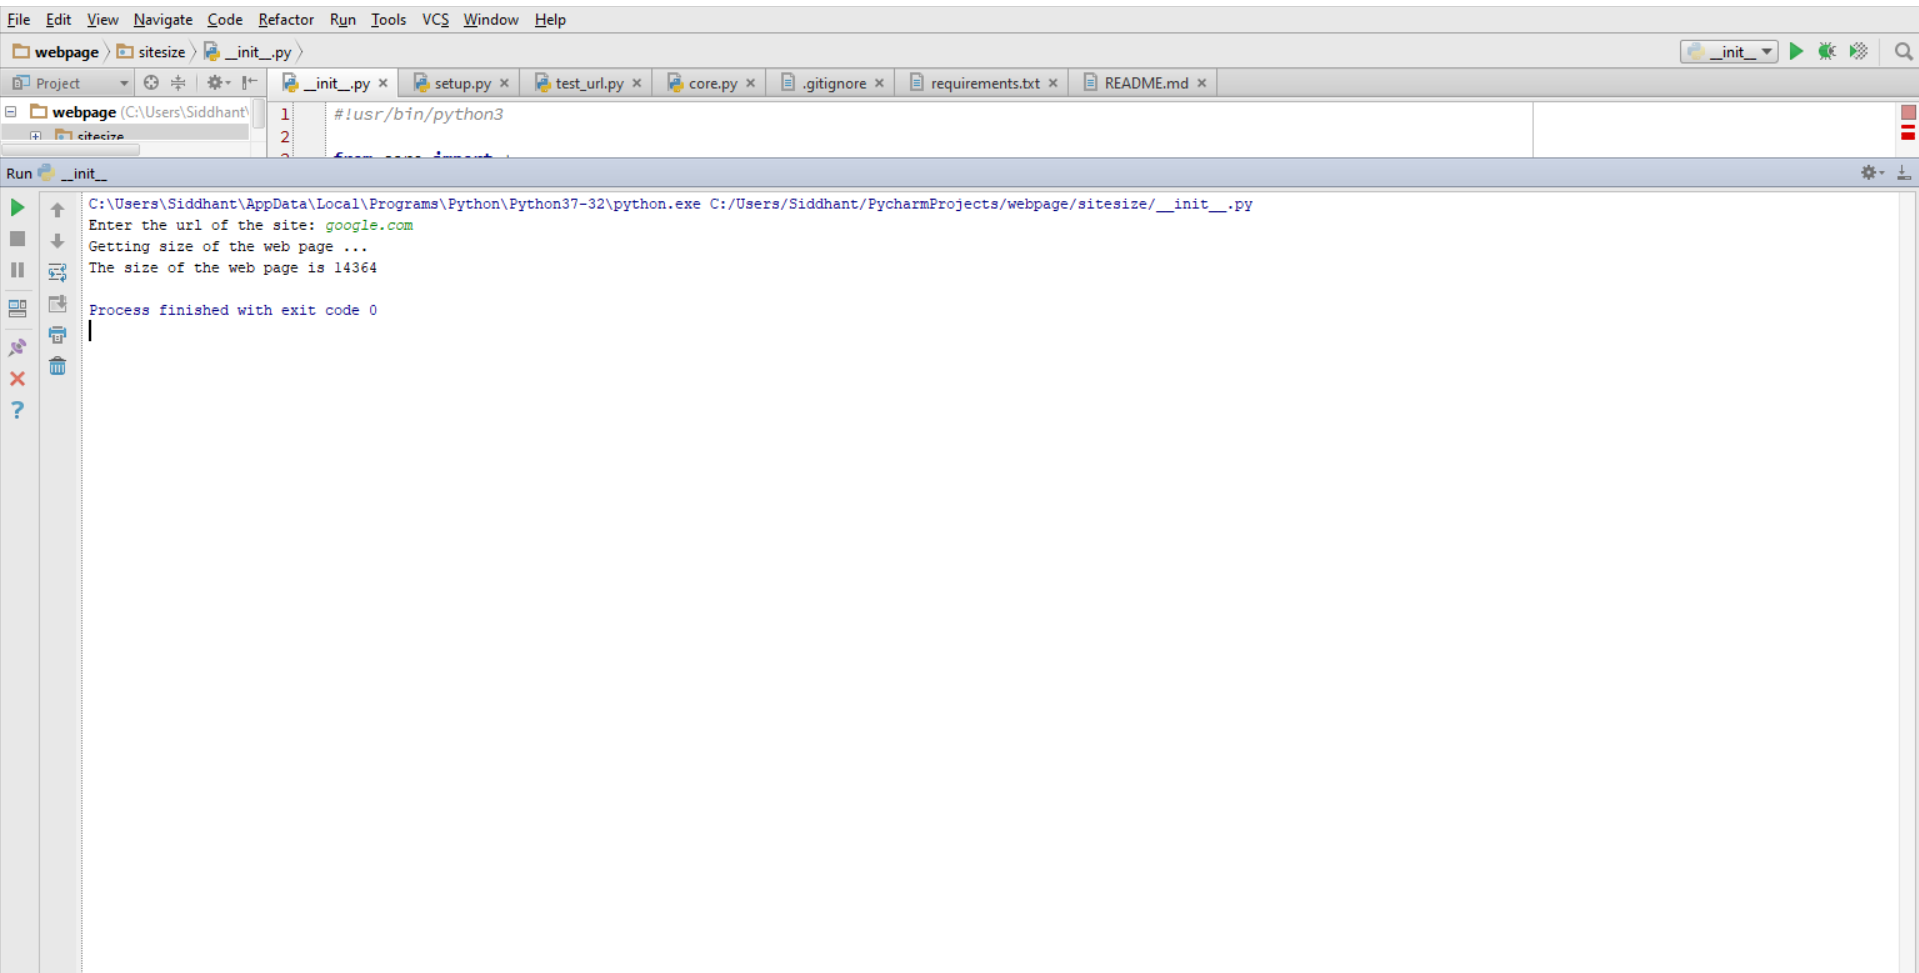 File Edit View Navigate Code Refactor Run Tools VCS Window Help
webpage sitesize __init__.py __init__
Project __init__.py setup.py test_url.py core.py .gitignore requirements.txt README.md
webpage (C:\Users\Siddhant\
1 #!usr/bin/python3
sitesize
2
from core import
Run __init__
C:\Users\Siddhant\AppData\Local\Programs\Python\Python37-32\python.exe C:/Users/Siddhant/PycharmProjects/webpage/sitesize/__init__.py
Enter the url of the site: google.com
Getting size of the web page ...
The size of the web page is 14364
Process finished with exit code 0